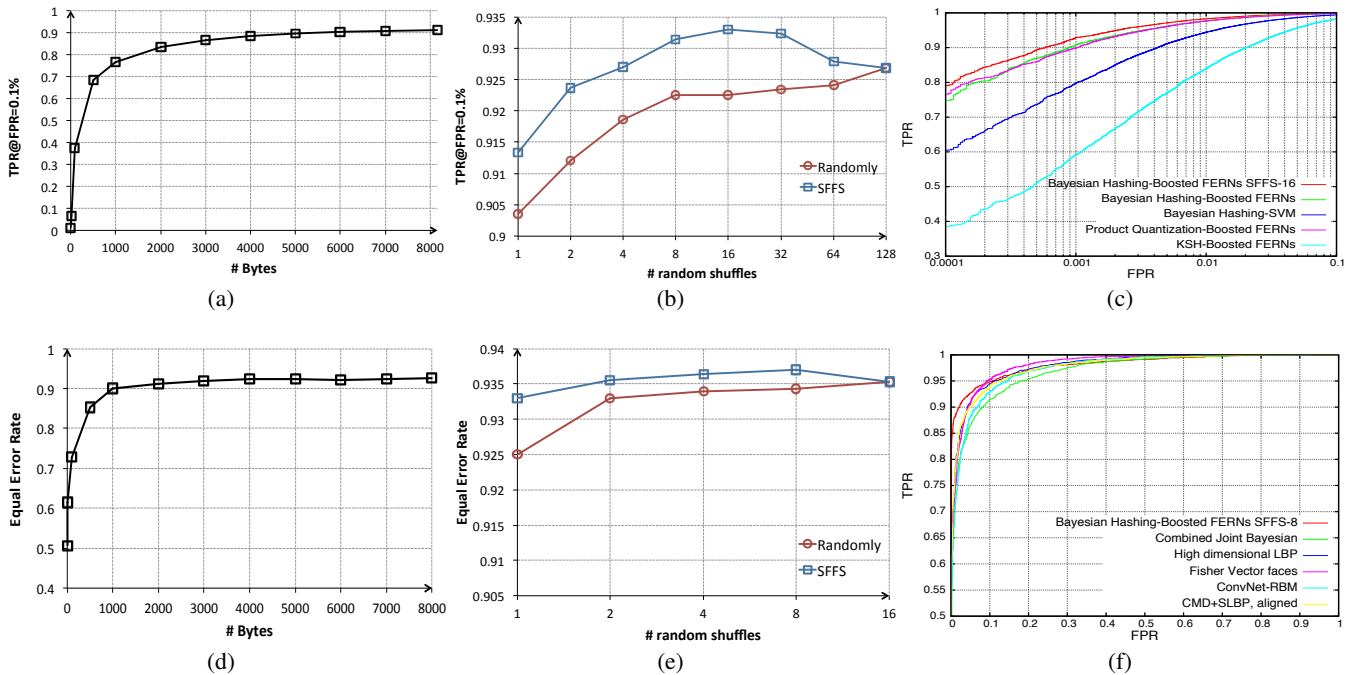 TPR@FPR=0.1%
1
0.9
0.8
0.7
0.6
0.5
0.4
0.3
0.2
0.1
0
0 1000 2000 3000 4000 5000 6000 7000 8000
# Bytes
(a)
TPR@FPR=0.1%
0.935
0.93
0.925
0.92
0.915
0.91
0.905
0.9
Randomly
SFFS
1 2 4 8 16 32 64 128
# random shuffles
(b)
TPR
1
0.9
0.8
0.7
0.6
0.5
0.4
0.3
Bayesian Hashing-Boosted FERNs SFFS-16
Bayesian Hashing-Boosted FERNs
Bayesian Hashing-SVM
Product Quantization-Boosted FERNs
KSH-Boosted FERNs
0.0001 0.001 0.01 0.1
FPR
(c)
Equal Error Rate
1
0.9
0.8
0.7
0.6
0.5
0.4
0 1000 2000 3000 4000 5000 6000 7000 8000
# Bytes
(d)
Equal Error Rate
0.94
0.935
0.93
0.925
0.92
0.915
0.91
0.905
Randomly
SFFS
1 2 4 8 16
# random shuffles
(e)
TPR
1
0.95
0.9
0.85
0.8
0.75
0.7
0.65
0.6
0.55
0.5
Bayesian Hashing-Boosted FERNs SFFS-8
Combined Joint Bayesian
High dimensional LBP
Fisher Vector faces
ConvNet-RBM
CMD+SLBP, aligned
0 0.1 0.2 0.3 0.4 0.5 0.6 0.7 0.8 0.9 1
FPR
(f)